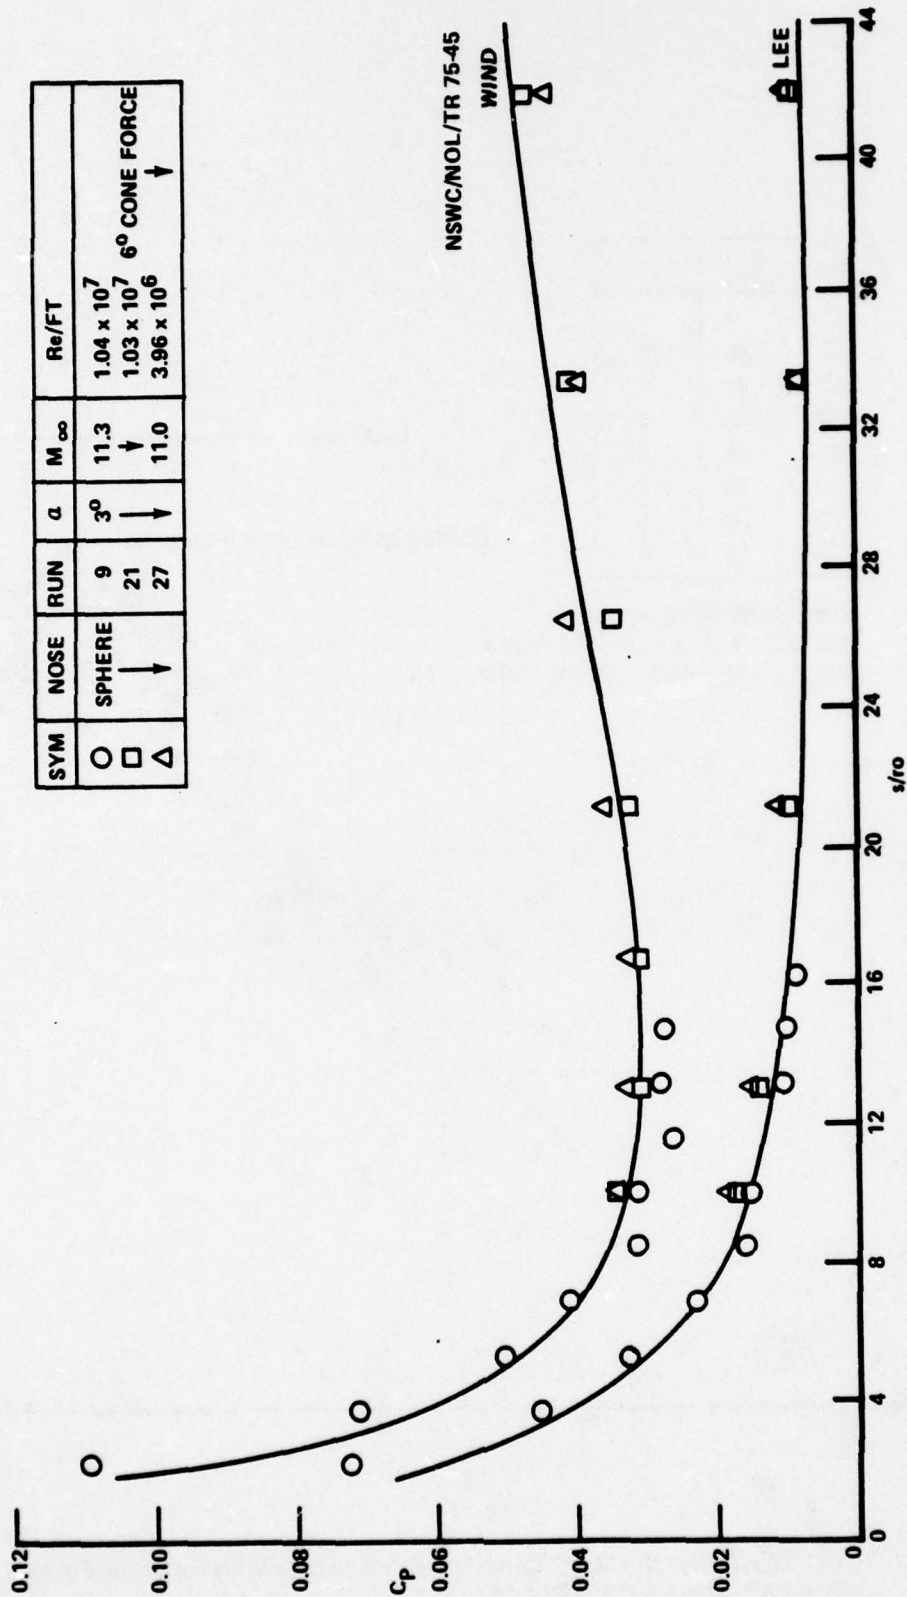 SYM NOSE RUN α M∞ Re/FT
○ SPHERE 9 3⁰ 11.3 1.04 x 10⁷
□ ↓ 21 ↓ ↓ 1.03 x 10⁷ 6⁰ CONE FORCE
△ ↓ 27 ↓ 11.0 3.96 x 10⁶ ↓
NSWC/NOL/TR 75-45
WIND
LEE
0.12
0.10
0.08
CP
0.06
0.04
0.02
0
0 4 8 12 16 20 24 28 32 36 40 44
s/ro